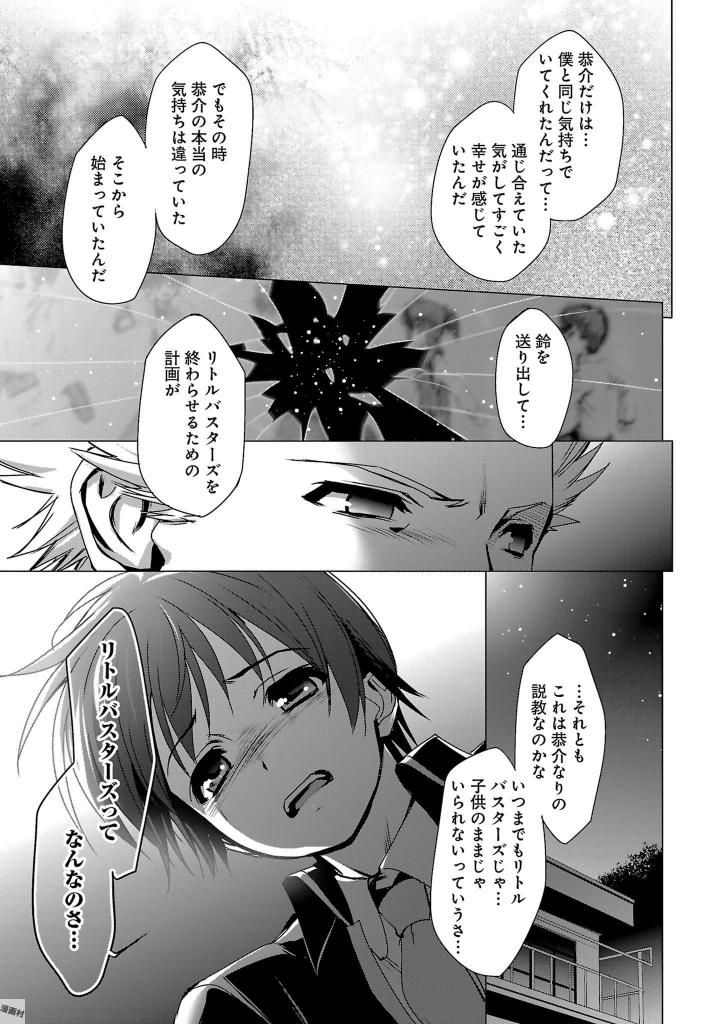 恭介だけは…
僕と同じ気持ちで
いてくれたんだって…
通じ合えていた
気がしてすごく
幸せが感じて
いたんだ
でもその時
恭介の本当の
気持ちは違っていた
そこから
始まっていたんだ
鈴を
送り出して…
リトルバスターズを
終わらせるための
計画が
…それとも
これは恭介なりの
説教なのかな
いつまでもリトル
バスターズじゃ…
子供のままじゃ
いられないっていうさ…
リトルバスターズって
なんなのさ…
漫画村